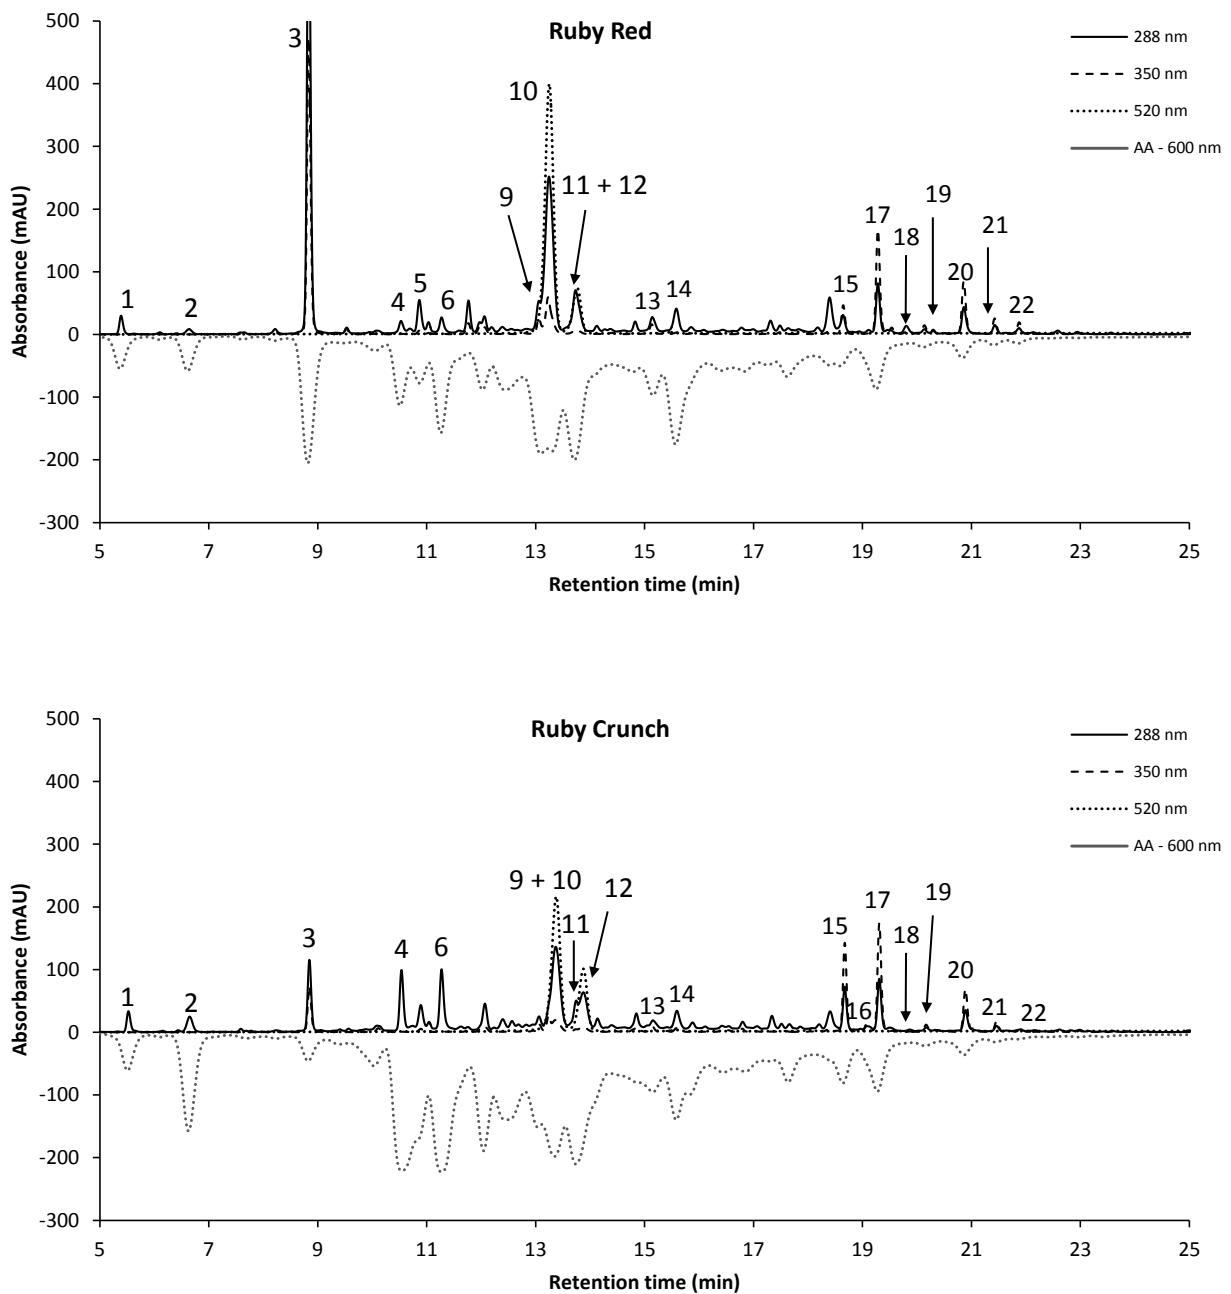 Ruby Red
500
400
300
200
100
0
-100
-200
-300
Absorbance (mAU)
5 7 9 11 13 15 17 19 21 23 25
Retention time (min)
288 nm
350 nm
520 nm
AA - 600 nm
1
2
3
4
5
6
9
10
11 + 12
13
14
15
17
18
19
20
21
22
Ruby Crunch
500
400
300
200
100
0
-100
-200
-300
Absorbance (mAU)
5 7 9 11 13 15 17 19 21 23 25
Retention time (min)
288 nm
350 nm
520 nm
AA - 600 nm
1
2
3
4
6
9 + 10
11
12
13
14
15
16
17
18
19
20
21
22